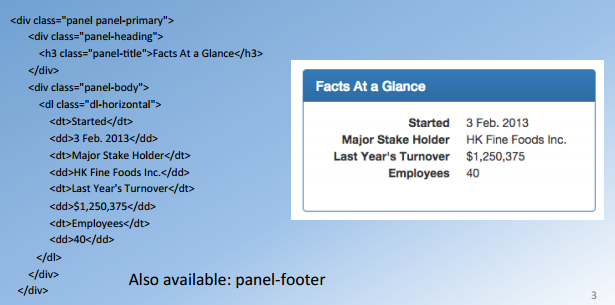 <div class="panel panel-primary">
<div class="panel-heading">
<h3 class="panel-title">Facts At a Glance</h3>
</div>
<div class="panel-body">
<dl class="dl-horizontal">
<dt>Started</dt>
<dd>3 Feb. 2013</dd>
<dt>Major Stake Holder</dt>
<dd>HK Fine Foods Inc.</dd>
<dt>Last Year's Turnover</dt>
<dd>$1,250,375</dd>
<dt>Employees</dt>
<dd>40</dd>
</dl>
</div>
</div>
Facts At a Glance
Started 3 Feb. 2013
Major Stake Holder HK Fine Foods Inc.
Last Year's Turnover $1,250,375
Employees 40
Also available: panel-footer
3